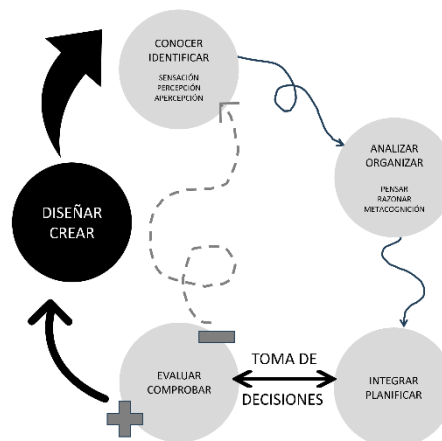 CONOCER
IDENTIFICAR
SENSACIÓN
PERCEPCIÓN
APERCEPCIÓN
ANALIZAR
ORGANIZAR
PENSAR
RAZONAR
METACOGNICIÓN
DISEÑAR
CREAR
EVALUAR
COMPROBAR
TOMA DE
DECISIONES
INTEGRAR
PLANIFICAR